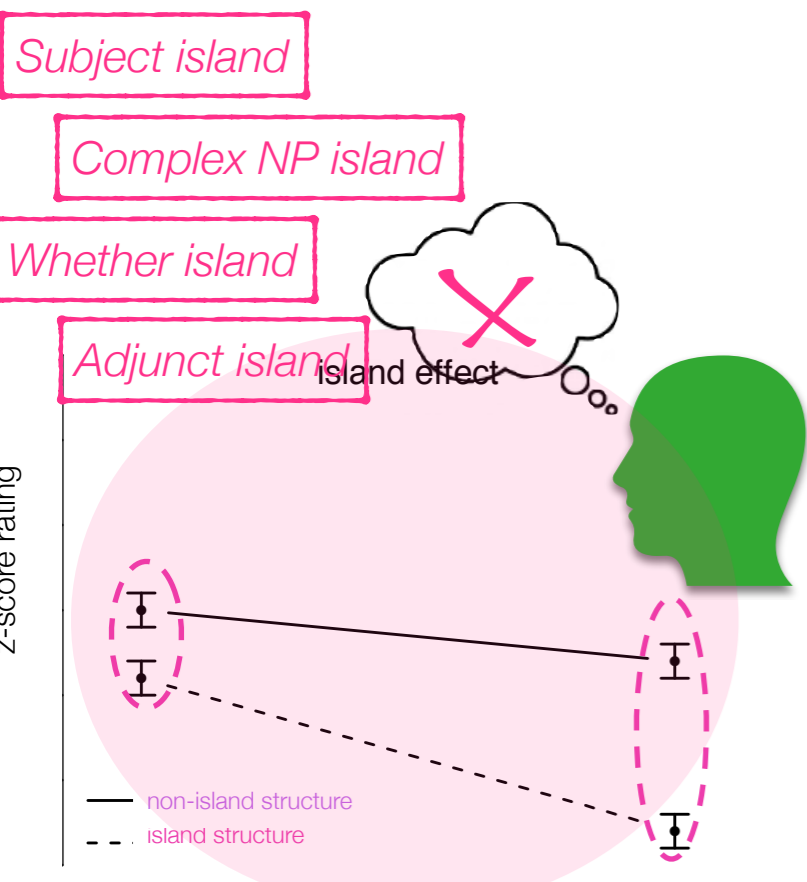 Subject island
Complex NP island
Whether island
Adjunct island
island effect
z-score rating
non-island structure
island structure